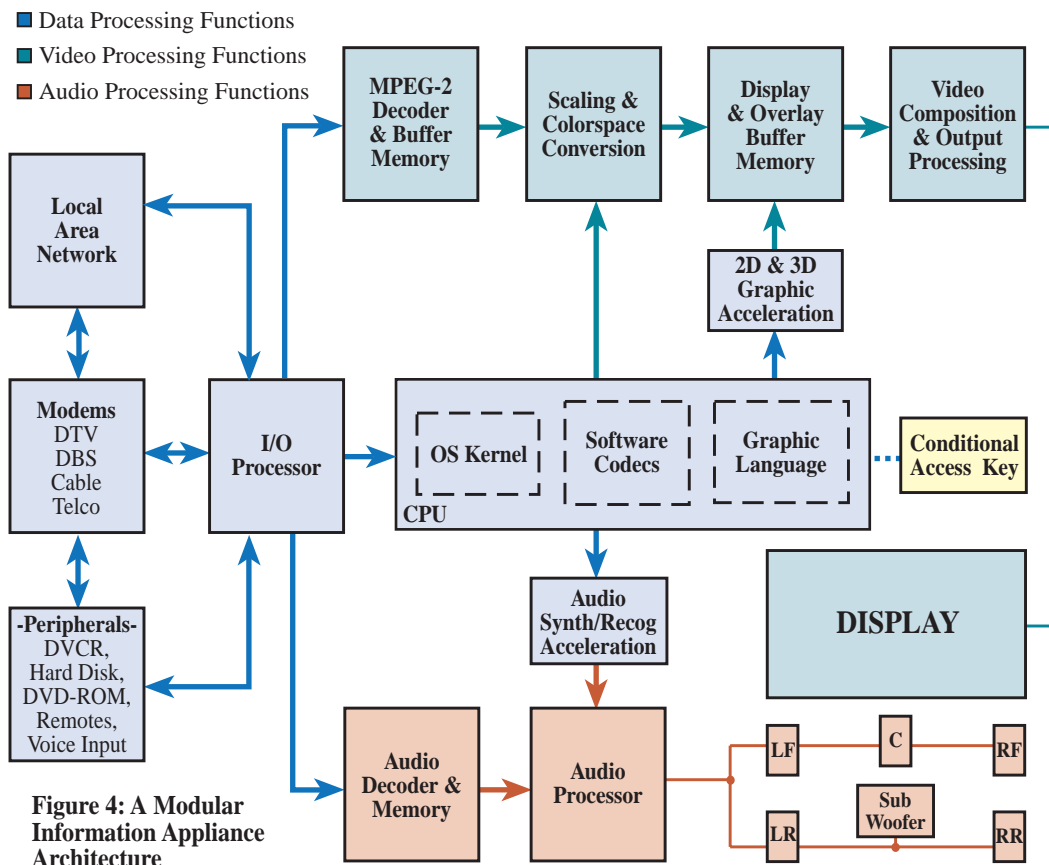 Data Processing Functions
Video Processing Functions
Audio Processing Functions
MPEG-2
Decoder
& Buffer
Memory
Scaling &
Colorspace
Conversion
Display
& Overlay
Buffer
Memory
Video
Composition
& Output
Processing
Local
Area
Network
2D & 3D
Graphic
Acceleration
Modems
DTV
DBS
Cable
Telco
I/O
Processor
OS Kernel
Software
Codecs
Graphic
Language
CPU
Conditional
Access Key
-Peripherals-
DVCR,
Hard Disk,
DVD-ROM,
Remotes,
Voice Input
Audio
Synth/Recog
Acceleration
DISPLAY
Audio
Decoder &
Memory
Audio
Processor
LF
C
RF
LR
Sub
Woofer
RR
Figure 4: A Modular
Information Appliance
Architecture